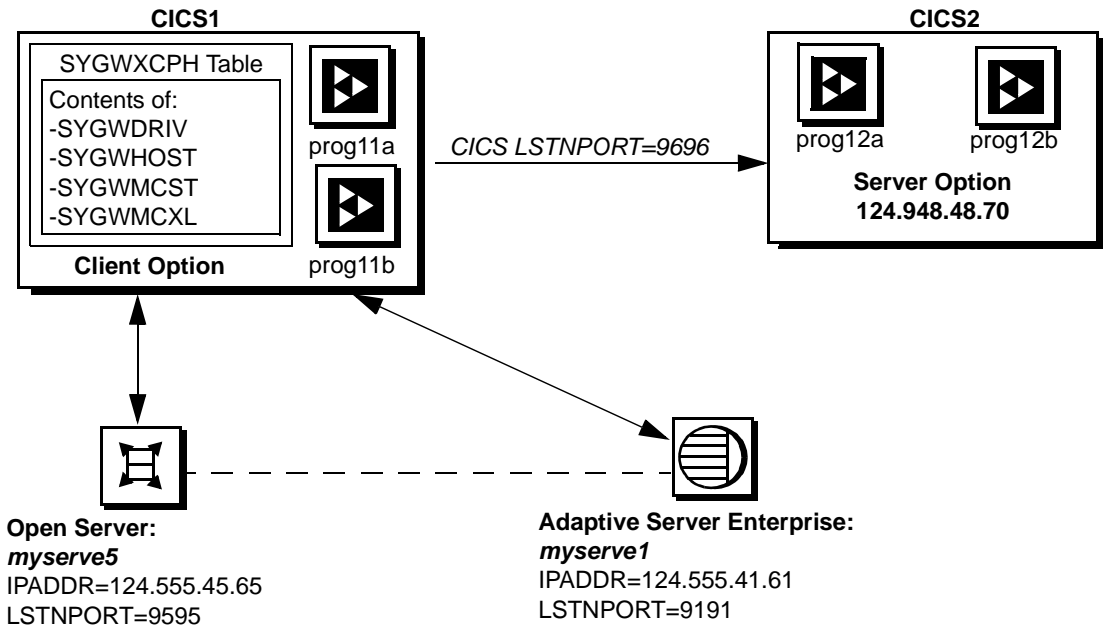 CICS1
SYGWXCPH Table
Contents of:
-SYGWDRIV
-SYGWHOST
-SYGWMCST
-SYGWMCXL
Client Option
prog11a
prog11b
CICS LSTNPORT=9696
CICS2
prog12a
prog12b
Server Option
124.948.48.70
Open Server:
myserve5
IPADDR=124.555.45.65
LSTNPORT=9595
Adaptive Server Enterprise:
myserve1
IPADDR=124.555.41.61
LSTNPORT=9191